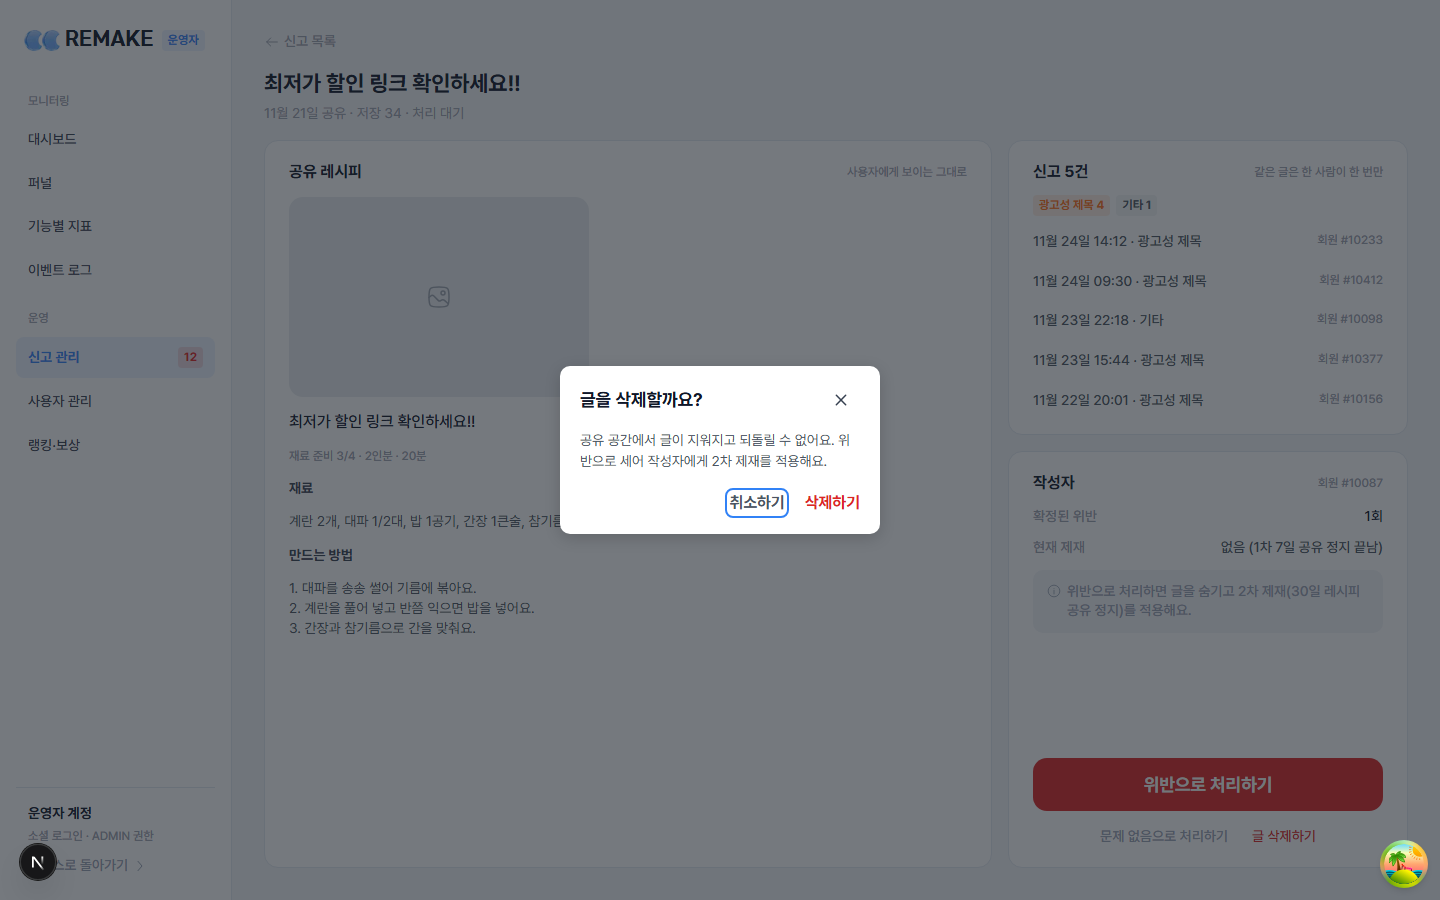 REMAKE 운영자
모니터링
대시보드
퍼널
기능별 지표
이벤트 로그
운영
신고 관리 12
사용자 관리
랭킹·보상
운영자 계정
소셜 로그인 · ADMIN 권한
스로 돌아가기
N
← 신고 목록
최저가 할인 링크 확인하세요!!
11월 21일 공유 · 저장 34 · 처리 대기
공유 레시피 사용자에게 보이는 그대로
최저가 할인 링크 확인하세요!!
재료 준비 3/4 · 2인분 · 20분
재료
계란 2개, 대파 1/2대, 밥 1공기, 간장 1큰술, 참기름
만드는 방법
1. 대파를 송송 썰어 기름에 볶아요.
2. 계란을 풀어 넣고 반쯤 익으면 밥을 넣어요.
3. 간장과 참기름으로 간을 맞춰요.
글을 삭제할까요?
공유 공간에서 글이 지워지고 되돌릴 수 없어요. 위
반으로 세어 작성자에게 2차 제재를 적용해요.
취소하기 삭제하기
신고 5건 같은 글은 한 사람이 한 번만
광고성 제목 4 기타 1
11월 24일 14:12 · 광고성 제목 회원 #10233
11월 24일 09:30 · 광고성 제목 회원 #10412
11월 23일 22:18 · 기타 회원 #10098
11월 23일 15:44 · 광고성 제목 회원 #10377
11월 22일 20:01 · 광고성 제목 회원 #10156
작성자 회원 #10087
확정된 위반 1회
현재 제재 없음 (1차 7일 공유 정지 끝남)
위반으로 처리하면 글을 숨기고 2차 제재(30일 레시피
공유 정지)를 적용해요.
위반으로 처리하기
문제 없음으로 처리하기 글 삭제하기